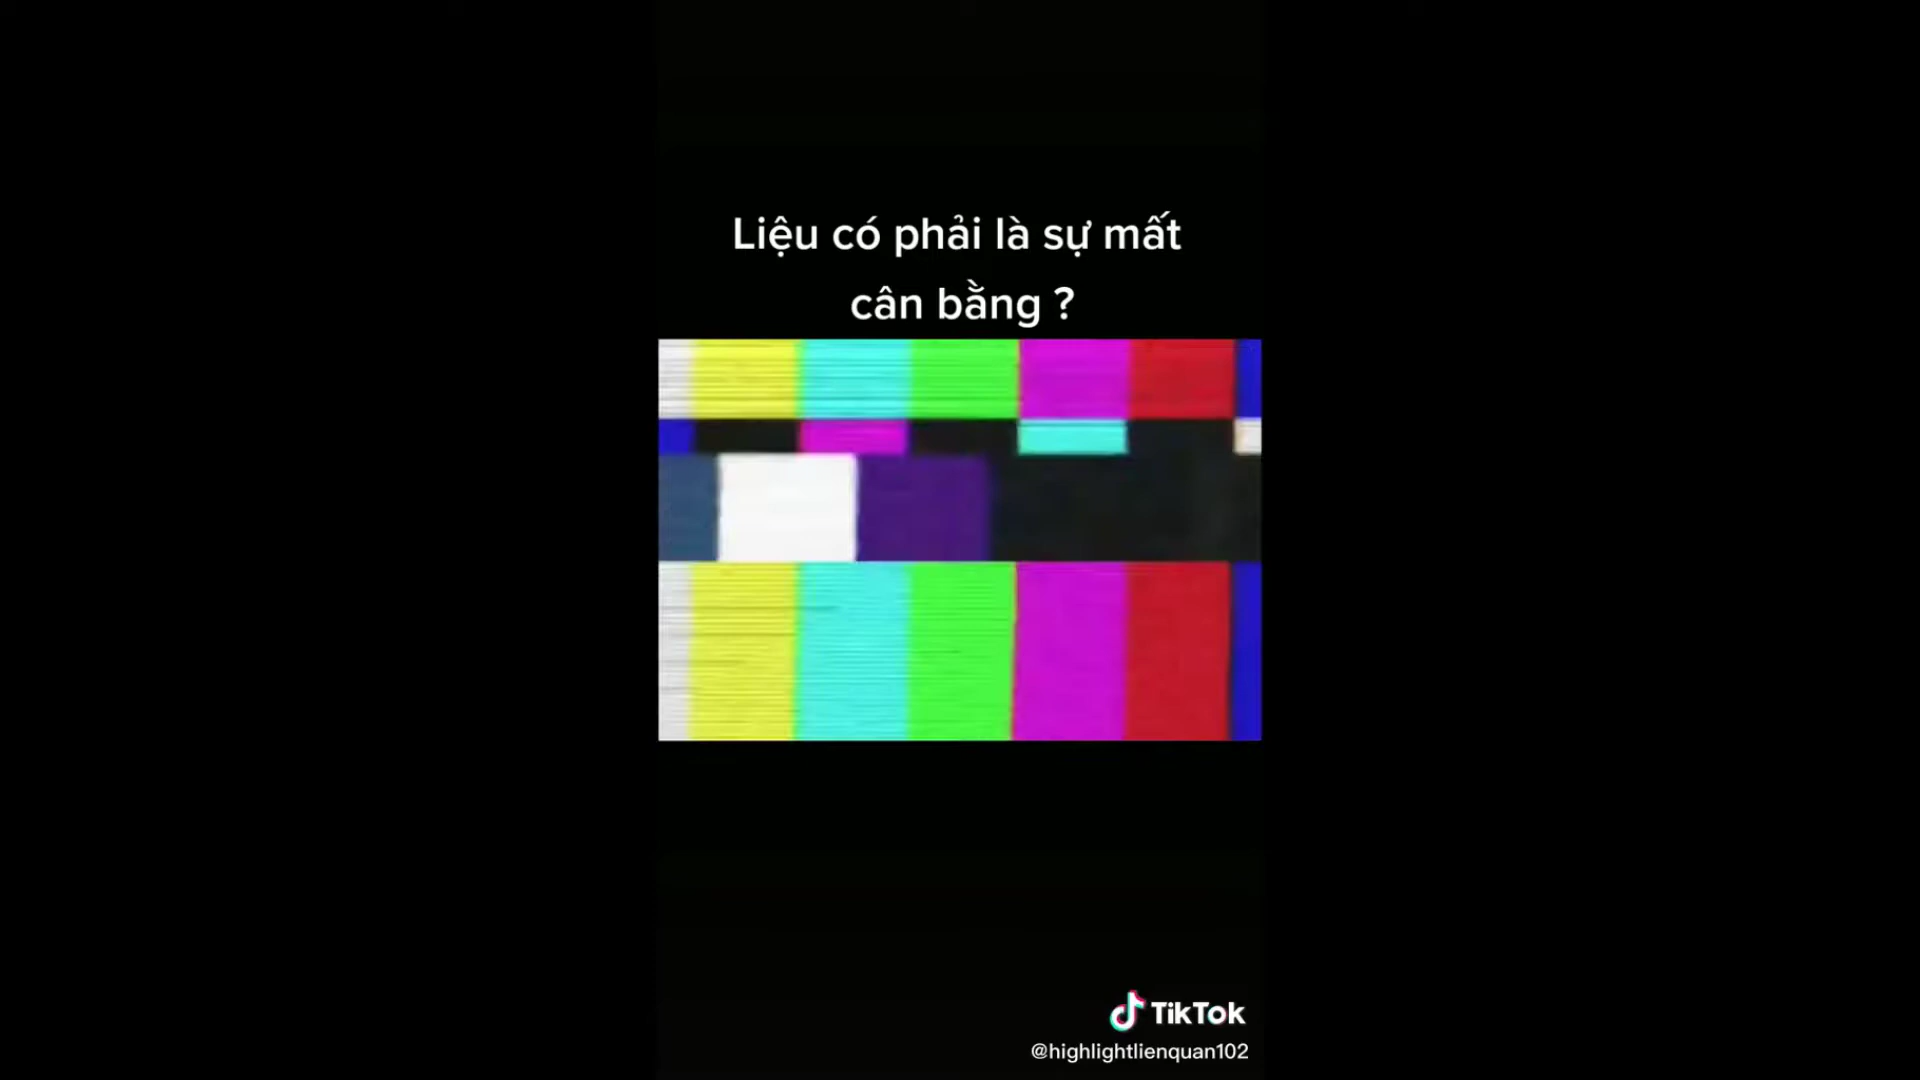 Liệu có phải là sự mất
cân bằng ?
TikTok
@highlightlienquan102